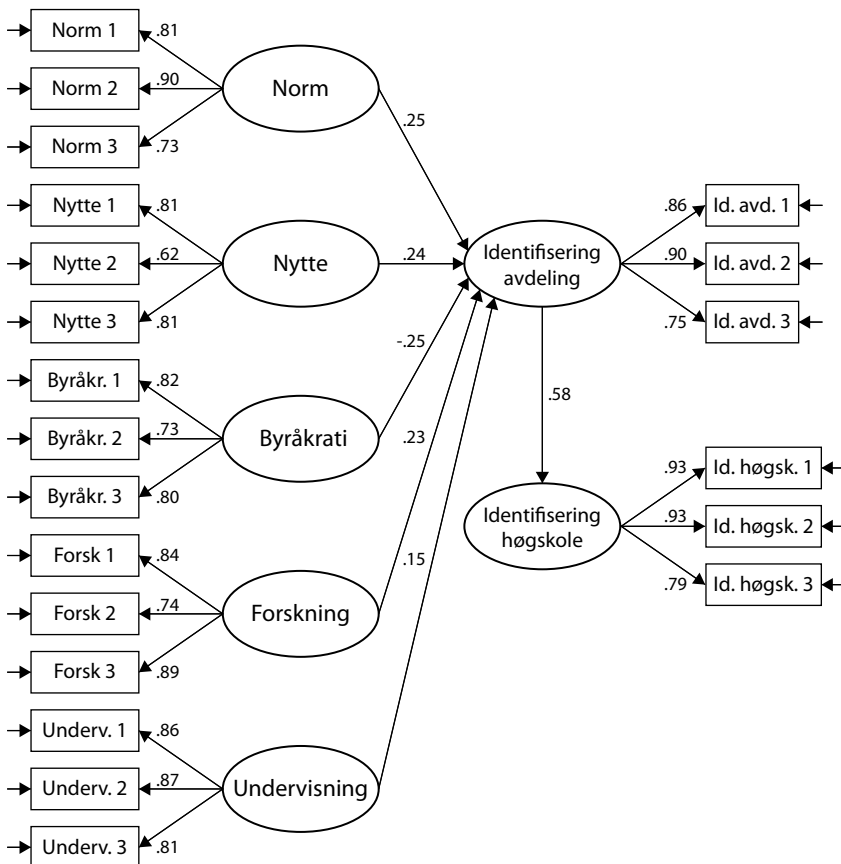 Norm 1
.81
Norm 2
.90
Norm 3
.73
Norm
.25
Nytte 1
.81
Nytte 2
.62
Nytte 3
.81
Nytte
.24
Byråkr. 1
.82
Byråkr. 2
.73
Byråkr. 3
.80
Byråkrati
-.25
Forsk 1
.84
Forsk 2
.74
Forsk 3
.89
Forskning
.23
Underv. 1
.86
Underv. 2
.87
Underv. 3
.81
Undervisning
.15
Identifisering
avdeling
.86
Id. avd. 1
.90
Id. avd. 2
.75
Id. avd. 3
.58
Identifisering
høgskole
.93
Id. høgsk. 1
.93
Id. høgsk. 2
.79
Id. høgsk. 3